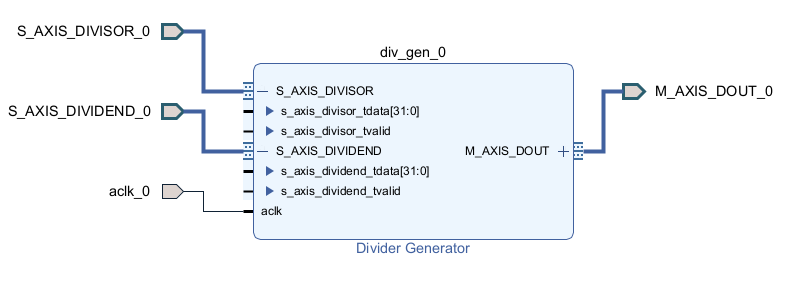 S_AXIS_DIVISOR_0
div_gen_0
S_AXIS_DIVISOR
M_AXIS_DOUT_0
S_AXIS_DIVIDEND_0
s_axis_divisor_tdata[31:0]
s_axis_divisor_tvalid
S_AXIS_DIVIDEND
M_AXIS_DOUT
s_axis_dividend_tdata[31:0]
aclk_0
s_axis_dividend_tvalid
aclk
Divider Generator